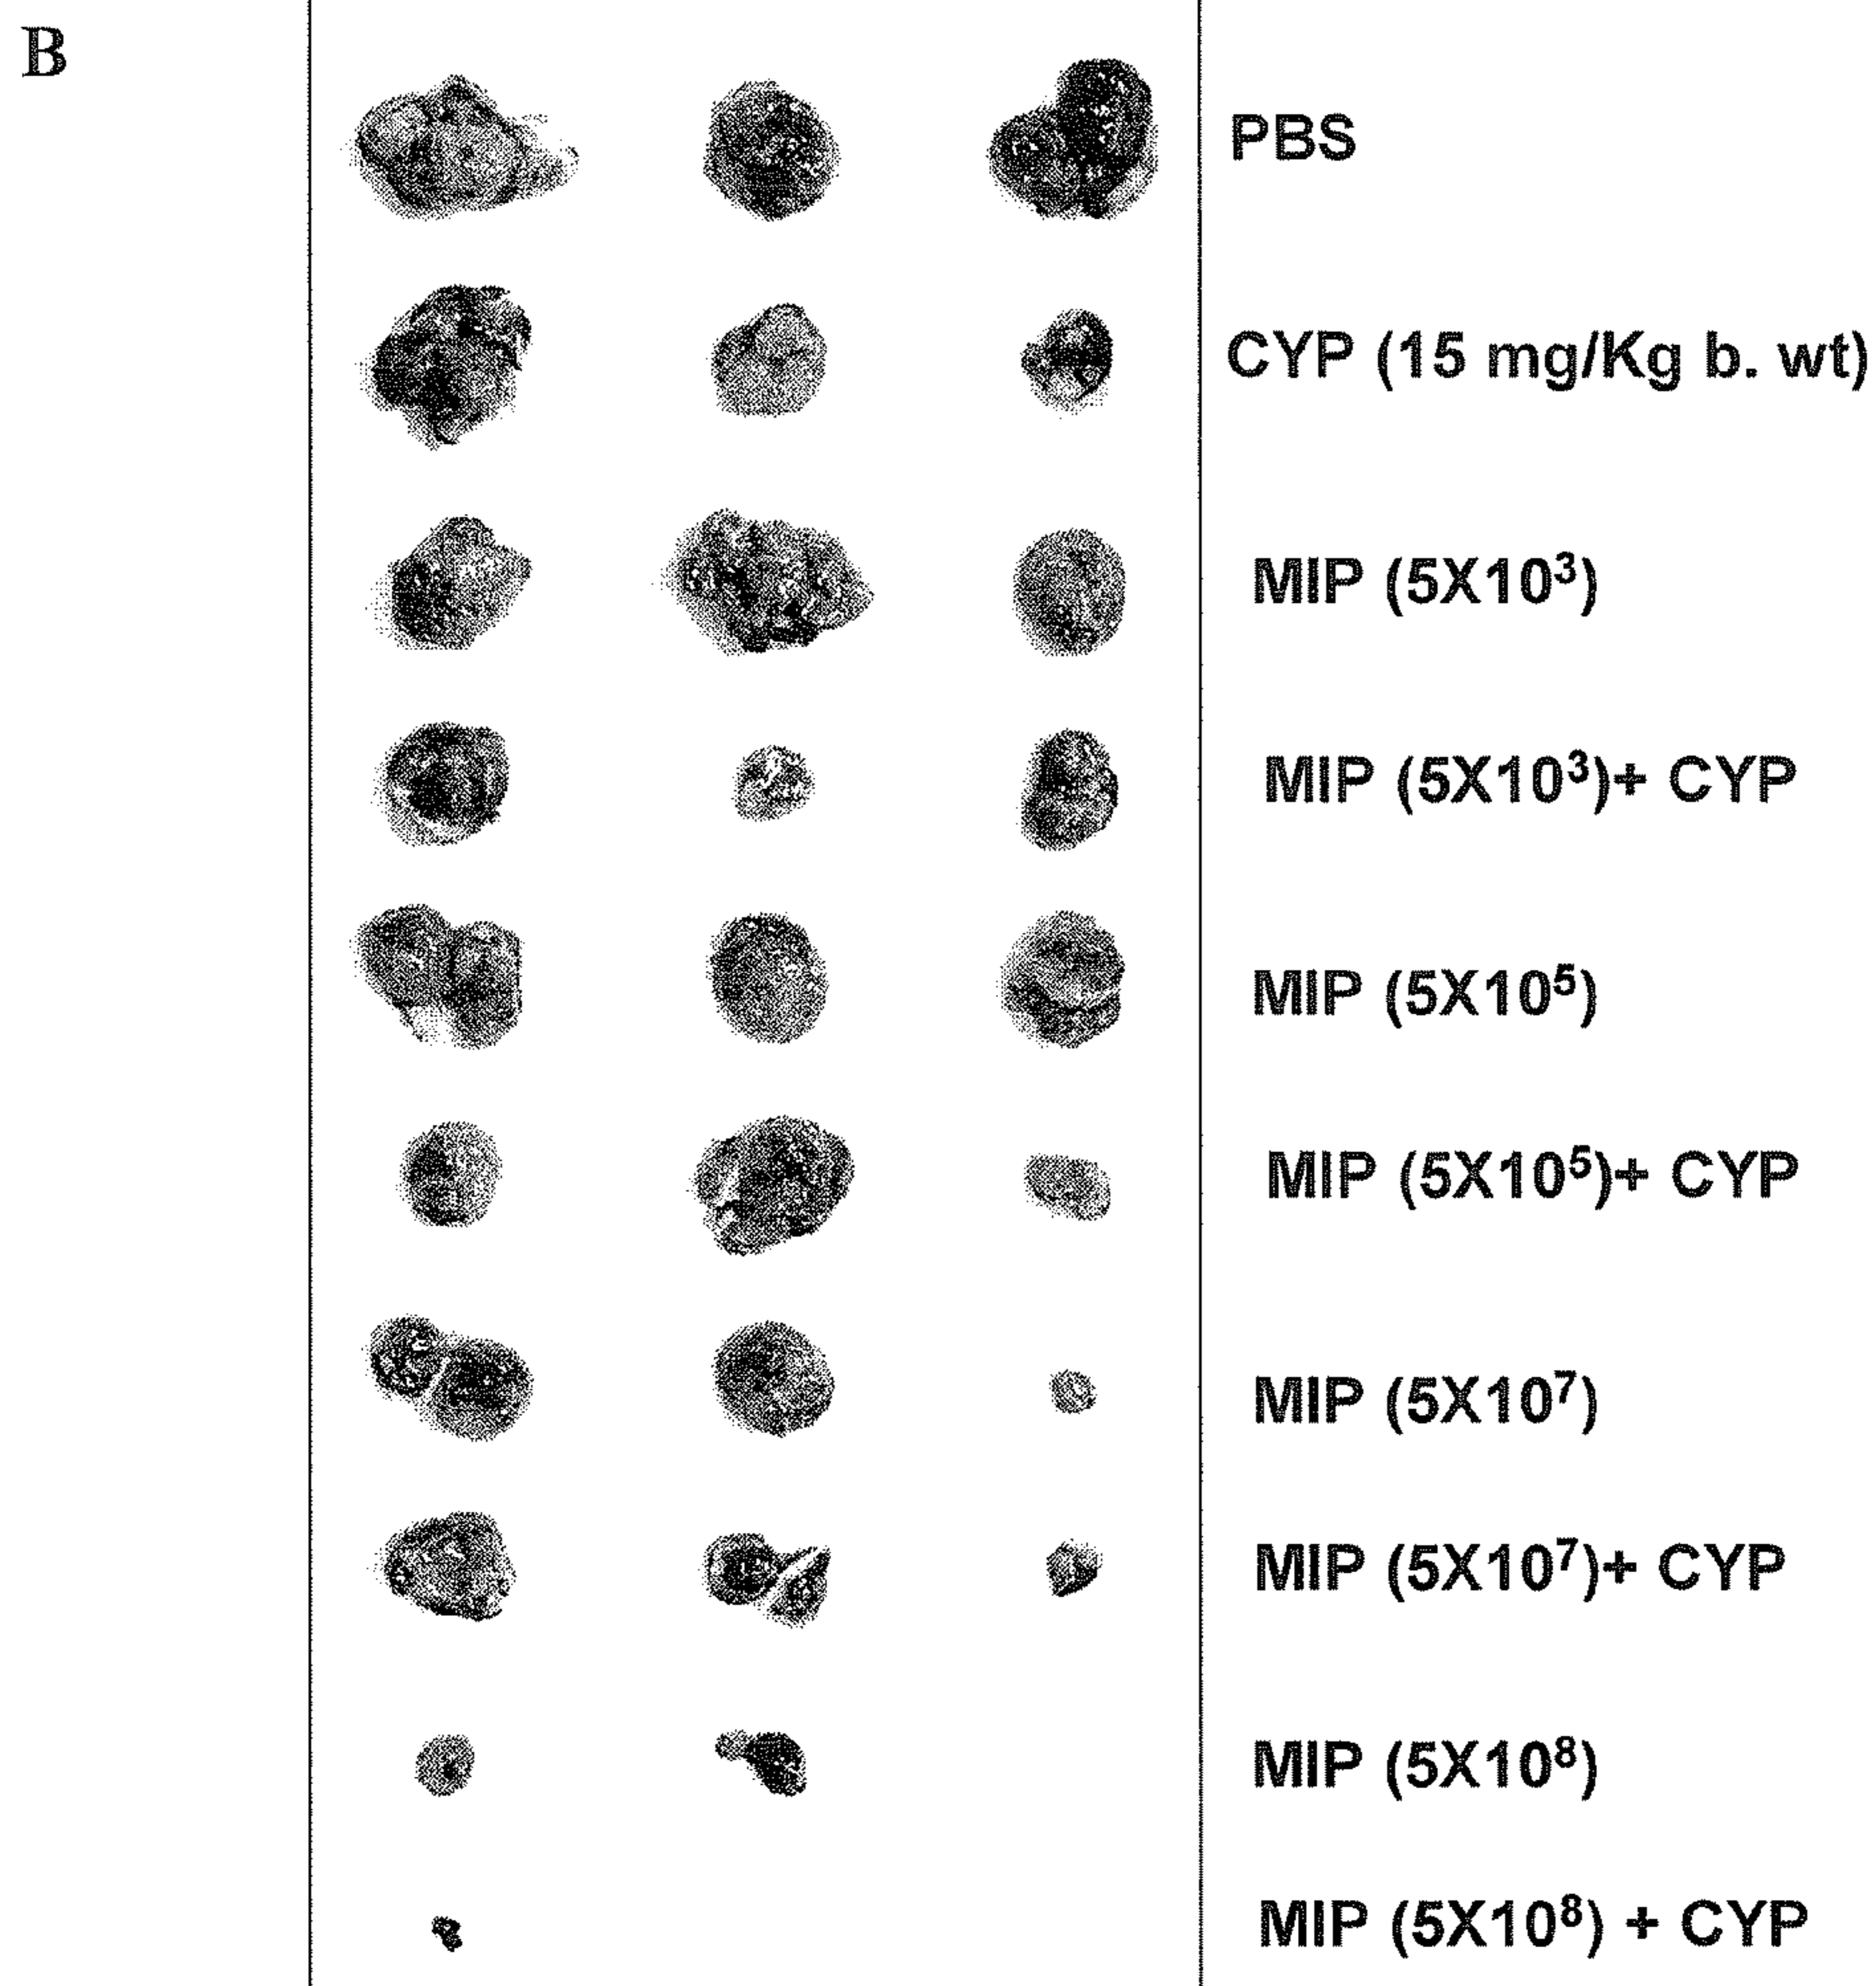 B
PBS
CYP (15 mg/Kg b. wt)
MIP (5X10³)
MIP (5X10³)+ CYP
MIP (5X10⁵)
MIP (5X10⁵)+ CYP
MIP (5X10⁷)
MIP (5X10⁷)+ CYP
MIP (5X10⁸)
MIP (5X10⁸) + CYP